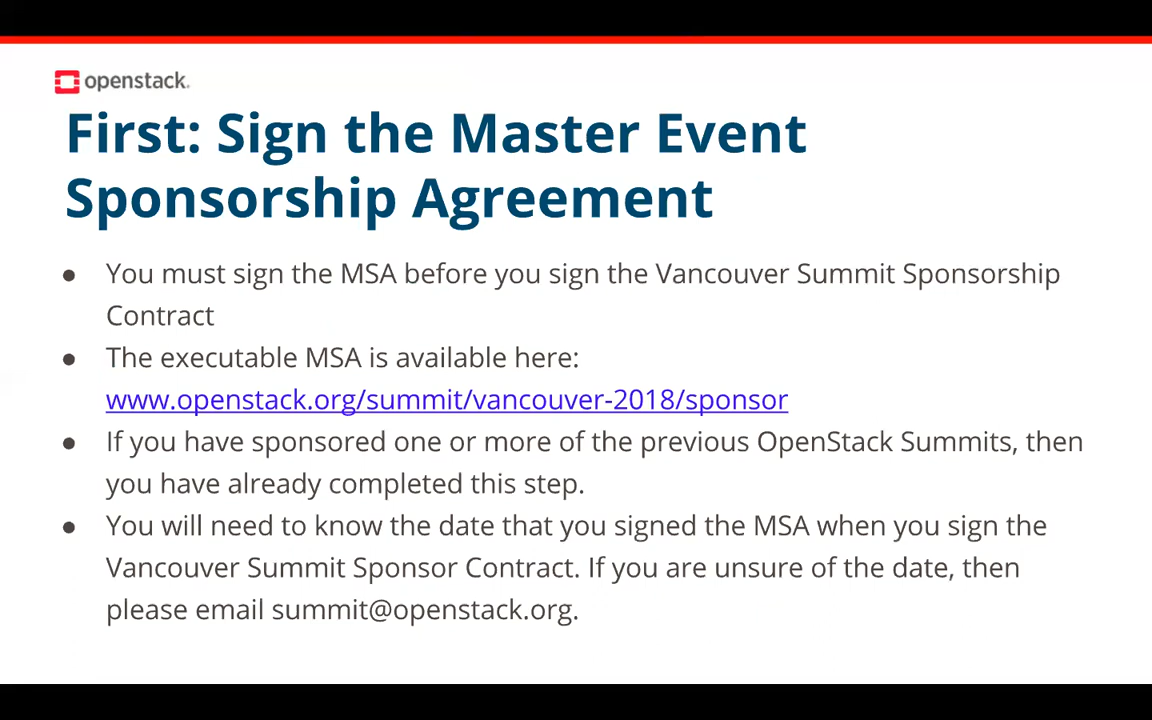 openstack.
First: Sign the Master Event
Sponsorship Agreement
● You must sign the MSA before you sign the Vancouver Summit Sponsorship
Contract
● The executable MSA is available here:
www.openstack.org/summit/vancouver-2018/sponsor
● If you have sponsored one or more of the previous OpenStack Summits, then
you have already completed this step.
● You will need to know the date that you signed the MSA when you sign the
Vancouver Summit Sponsor Contract. If you are unsure of the date, then
please email summit@openstack.org.